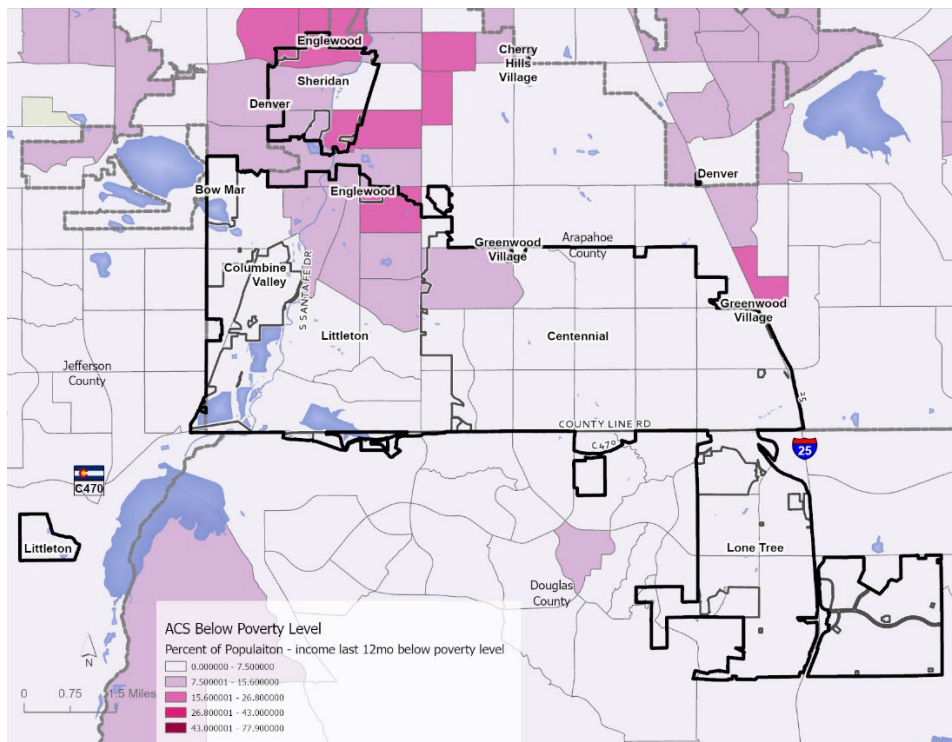 Englewood
Cherry
Hills
Village
Sheridan
Denver
Denver
Bow Mar
Englewood
Greenwood
Village
Arapahoe
County
Columbine
Valley
S SANTA FE DR
Greenwood
Village
Littleton
Centennial
Jefferson
County
25
COUNTY LINE RD
C470
25
C470
Littleton
Lone Tree
Douglas
County
ACS Below Poverty Level
Percent of Populaiton - income last 12mo below poverty level
0.000000 - 7.500000
7.500001 - 15.600000
15.600001 - 26.800000
26.800001 - 43.000000
43.000001 - 77.900000
N
0 0.75 1.5 Miles